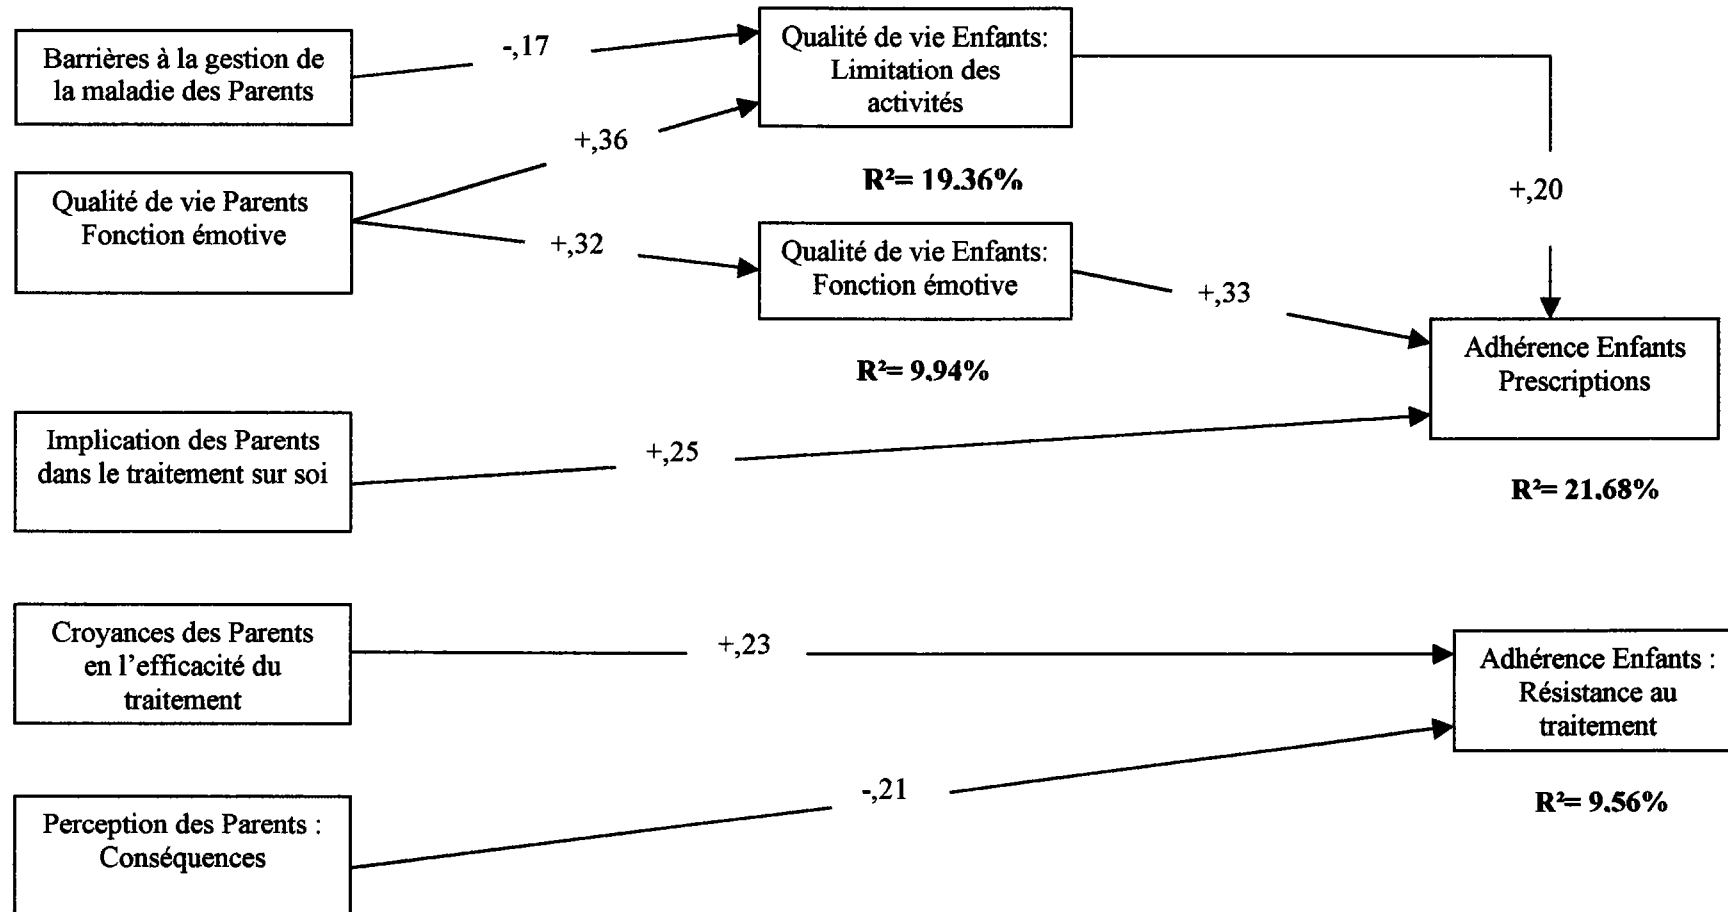 Barrières à la gestion de
la maladie des Parents
-,17
Qualité de vie Enfants:
Limitation des
activités
R²= 19.36%
+,36
Qualité de vie Parents
Fonction émotive
+,32
Qualité de vie Enfants:
Fonction émotive
R²= 9.94%
+,20
+,33
Adhérence Enfants
Prescriptions
R²= 21.68%
Implication des Parents
dans le traitement sur soi
+,25
Croyances des Parents
en l’efficacité du
traitement
+,23
Adhérence Enfants :
Résistance au
traitement
R²= 9.56%
Perception des Parents :
Conséquences
-,21